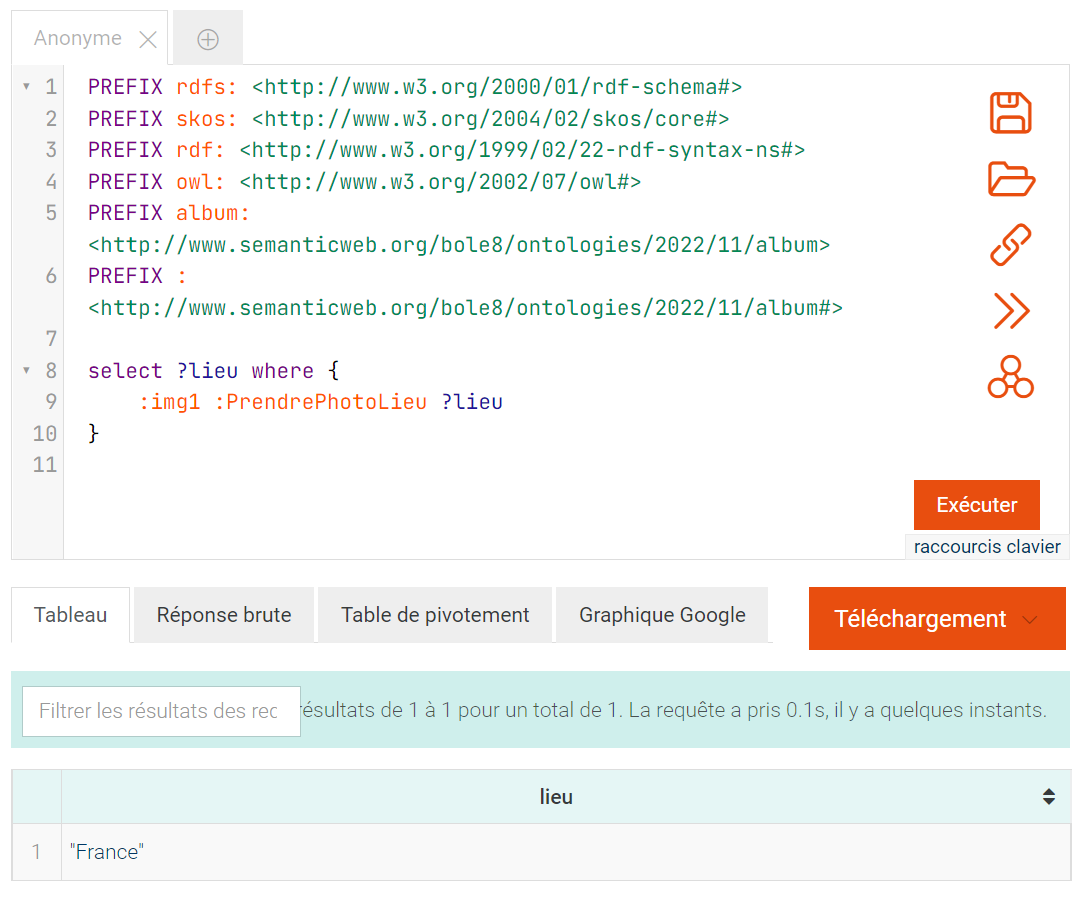 Anonyme
1 PREFIX rdfs: <http://www.w3.org/2000/01/rdf-schema#>
2 PREFIX skos: <http://www.w3.org/2004/02/skos/core#>
3 PREFIX rdf: <http://www.w3.org/1999/02/22-rdf-syntax-ns#>
4 PREFIX owl: <http://www.w3.org/2002/07/owl#>
5 PREFIX album:
<http://www.semanticweb.org/bole8/ontologies/2022/11/album>
6 PREFIX :
<http://www.semanticweb.org/bole8/ontologies/2022/11/album#>
7
8 select ?lieu where {
9 :img1 :PrendrePhotoLieu ?lieu
10 }
11
Exécuter
raccourcis clavier
Tableau Réponse brute Table de pivotement Graphique Google Téléchargement
Filtrer les résultats des rec résultats de 1 à 1 pour un total de 1. La requête a pris 0.1s, il y a quelques instants.
lieu
1 "France"